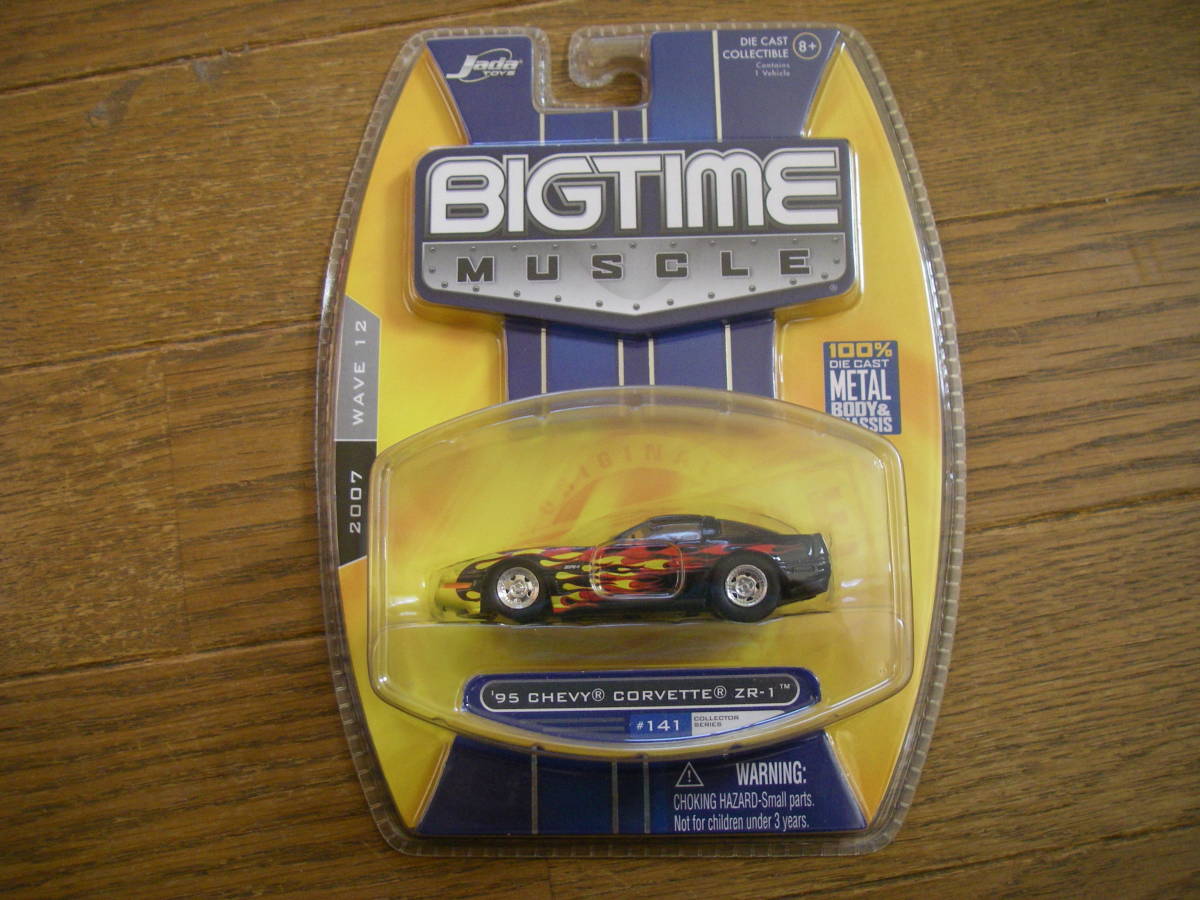 Jada
TOYS
DIE CAST
COLLECTIBLE
8+
Contains
1 Vehicle
BIGTIME
MUSCLE
®
2007 WAVE 12
100%
DIE CAST
METAL
BODY&
CHASSIS
'95 CHEVY® CORVETTE® ZR-1™
#141
COLLECTOR
SERIES
WARNING:
CHOKING HAZARD-Small parts.
Not for children under 3 years.